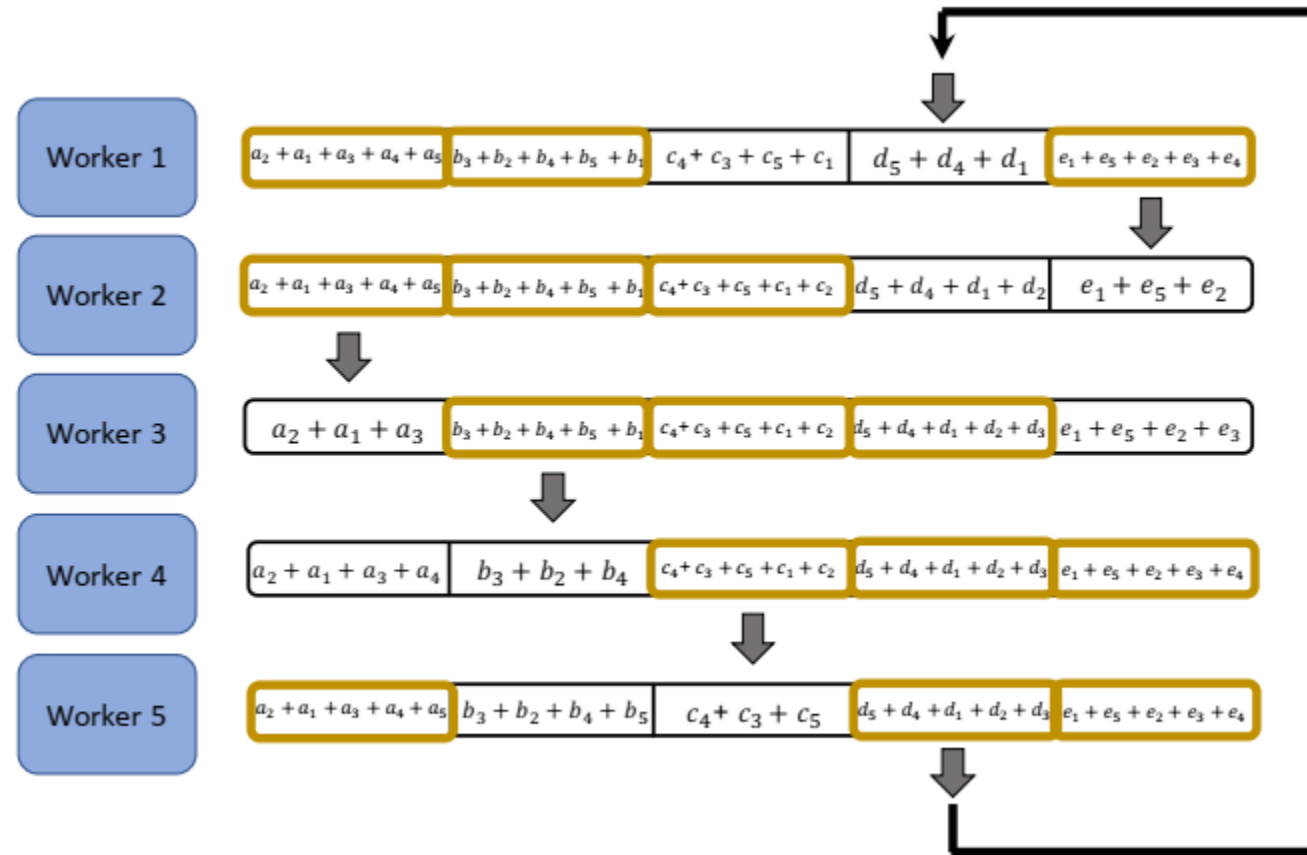 Worker 1 a₂ + a₁ + a₃ + a₄ + a₅ b₃ + b₂ + b₄ + b₅ + b₁ c₄ + c₃ + c₅ + c₁ d₅ + d₄ + d₁ e₁ + e₅ + e₂ + e₃ + e₄
Worker 2 a₂ + a₁ + a₃ + a₄ + a₅ b₃ + b₂ + b₄ + b₅ + b₁ c₄ + c₃ + c₅ + c₁ + c₂ d₅ + d₄ + d₁ + d₂ e₁ + e₅ + e₂
Worker 3 a₂ + a₁ + a₃ b₃ + b₂ + b₄ + b₅ + b₁ c₄ + c₃ + c₅ + c₁ + c₂ d₅ + d₄ + d₁ + d₂ + d₃ e₁ + e₅ + e₂ + e₃
Worker 4 a₂ + a₁ + a₃ + a₄ b₃ + b₂ + b₄ c₄ + c₃ + c₅ + c₁ + c₂ d₅ + d₄ + d₁ + d₂ + d₃ e₁ + e₅ + e₂ + e₃ + e₄
Worker 5 a₂ + a₁ + a₃ + a₄ + a₅ b₃ + b₂ + b₄ + b₅ c₄ + c₃ + c₅ d₅ + d₄ + d₁ + d₂ + d₃ e₁ + e₅ + e₂ + e₃ + e₄